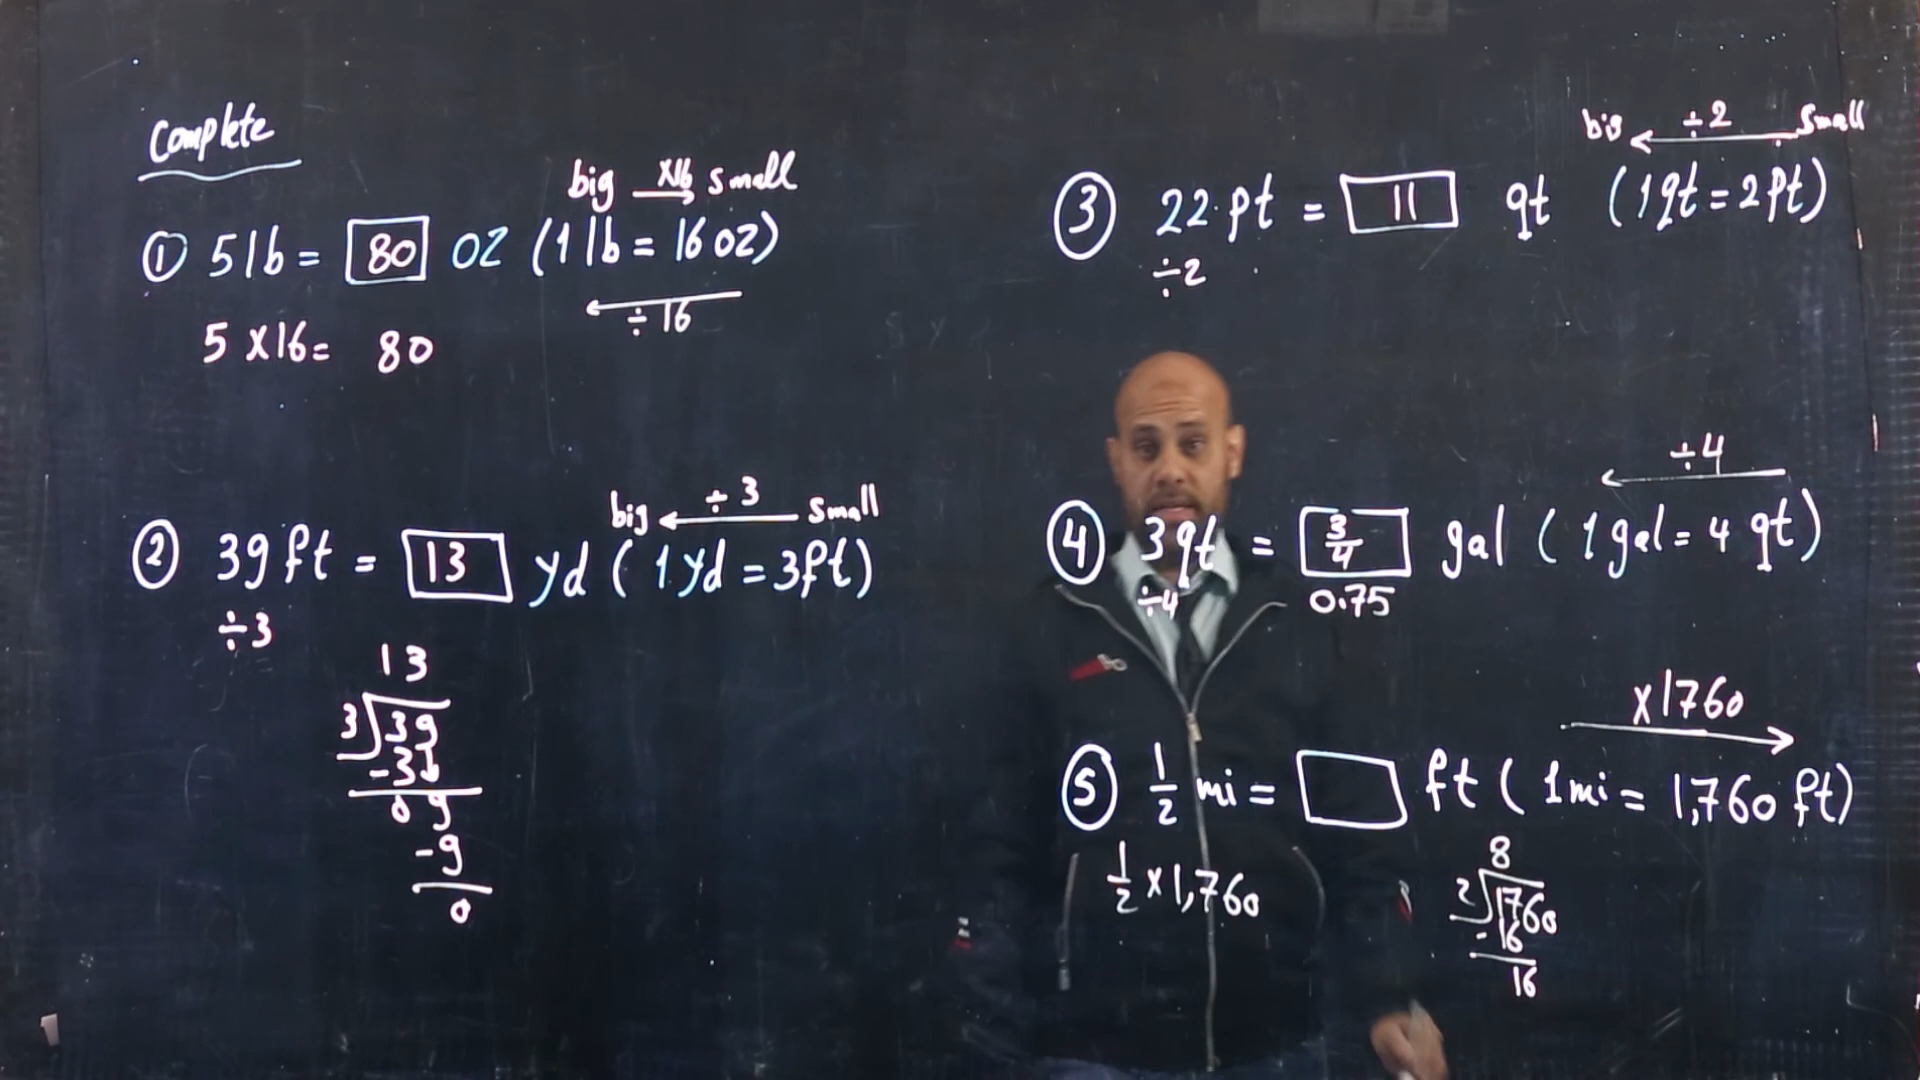 Complete
big ×16 small
① 5 lb = 80 oz (1 lb = 16 oz)
÷ 16
5 × 16 = 80
big ÷ 3 small
② 39 ft = 13 yd ( 1 yd = 3 ft)
÷3
13
3 39
-3
09
-9
0
big ÷2 small
③ 22 pt = 11 qt (1 qt = 2 pt)
÷2
÷4
④ 3 qt = 3/4 gal ( 1 gal = 4 qt)
÷4 0.75
×1760
⑤ 1/2 mi = ft ( 1 mi = 1,760 ft)
1/2 × 1,760
8
2 1760
-16
16